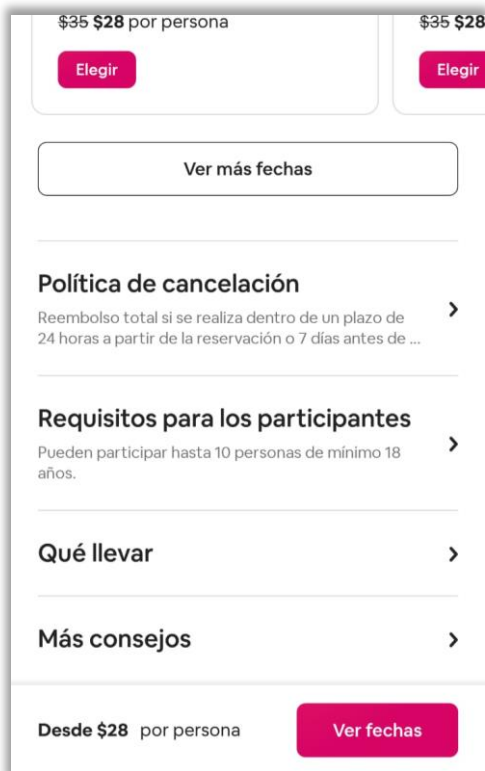 $35 $28 por persona
$35 $28
Elegir
Elegir
Ver más fechas
Política de cancelación
Reembolso total si se realiza dentro de un plazo de
24 horas a partir de la reservación o 7 días antes de ...
Requisitos para los participantes
Pueden participar hasta 10 personas de mínimo 18
años.
Qué llevar
Más consejos
Desde $28 por persona
Ver fechas